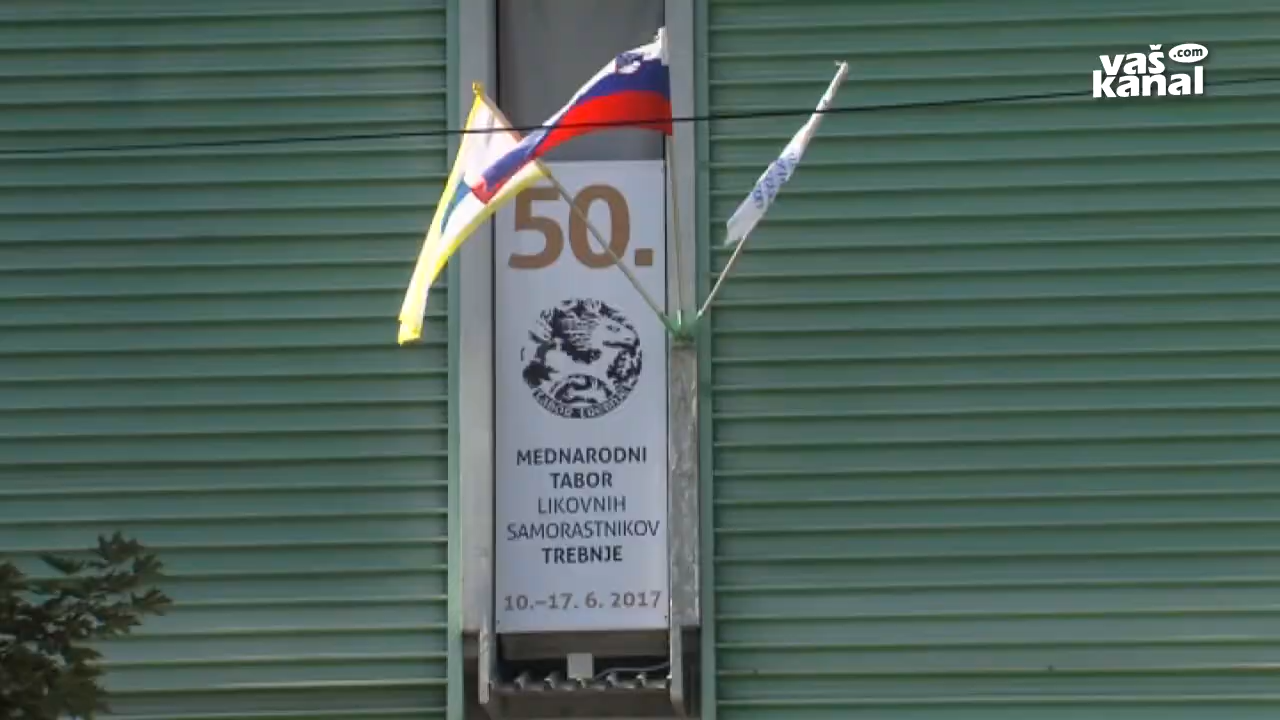 vaš
.com
kanal
50.
MEDNARODNI
TABOR
LIKOVNIH
SAMORASTNIKOV
TREBNJE
10.–17. 6. 2017